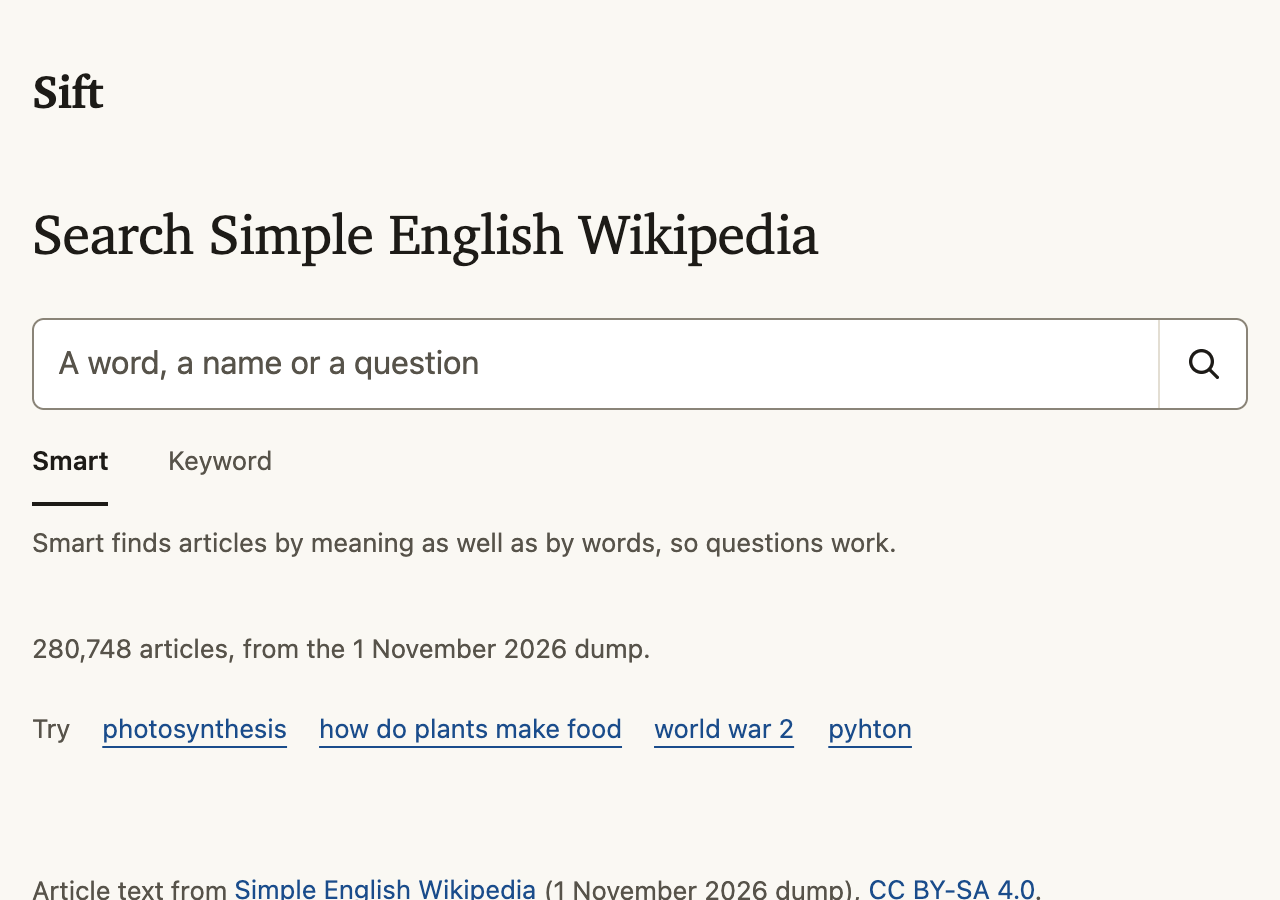 Sift
Search Simple English Wikipedia
A word, a name or a question
Smart Keyword
Smart finds articles by meaning as well as by words, so questions work.
280,748 articles, from the 1 November 2026 dump.
Try photosynthesis how do plants make food world war 2 pyhton
Article text from Simple English Wikipedia (1 November 2026 dump), CC BY-SA 4.0.